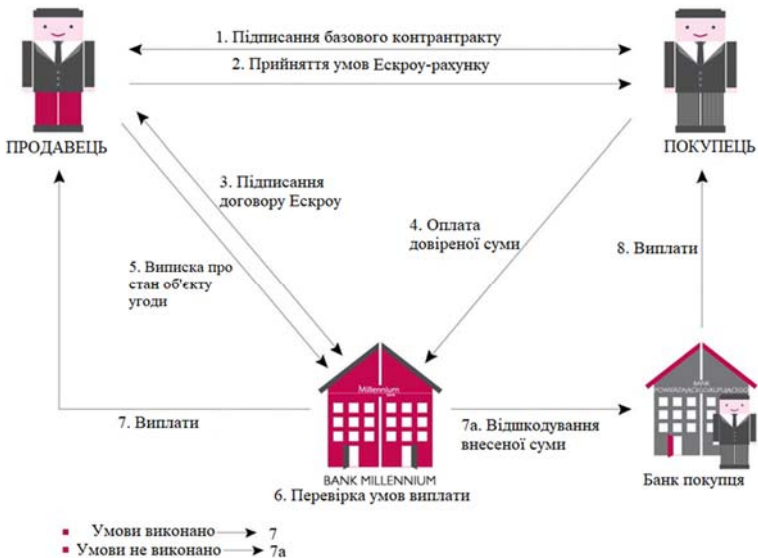 1. Підписання базового контрантракту
2. Прийняття умов Ескроу-рахунку
ПРОДАВЕЦЬ
ПОКУПЕЦЬ
3. Підписання
договору Ескроу
4. Оплата
довіреної суми
5. Виписка про
стан об'єкту
угоди
8. Виплати
Millennium
BANK
7. Виплати
7а. Відшкодування
внесеної суми
BANK MILLENNIUM
Банк покупця
6. Перевірка умов виплати
Умови виконано 7
Умови не виконано 7а